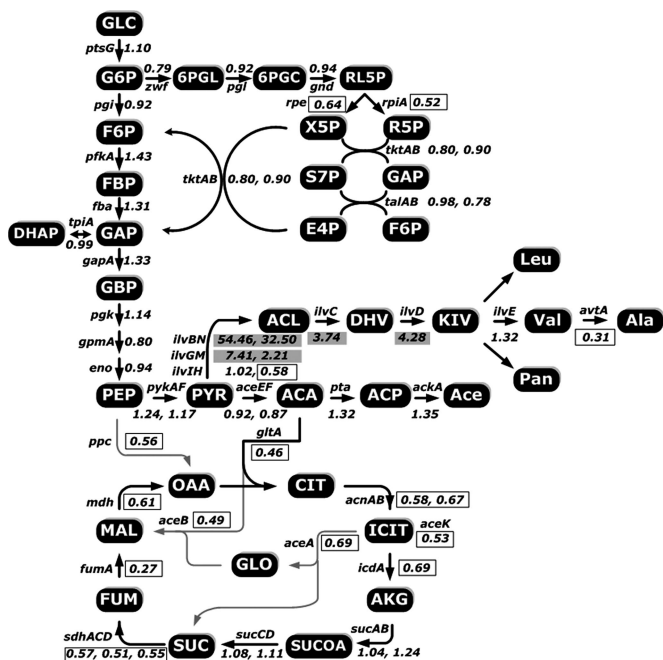 GLC
ptsG 1.10
0.79 0.92 0.94
G6P 6PGL 6PGC RL5P
zwf pgl gnd
pgi 0.92
rpe 0.64 rpiA 0.52
F6P X5P R5P
tktAB 0.80, 0.90
pfkA 1.43
FBP tktAB 0.80, 0.90 S7P GAP
fba 1.31
talAB 0.98, 0.78
tpiA
DHAP GAP E4P F6P
0.99
gapA 1.33
Leu
GBP
pgk 1.14
ilvC ilvD ilvE avtA
ACL DHV KIV Val Ala
gpmA 0.80
ilvBN 54.46, 32.50 3.74 4.28 1.32 0.31
ilvGM 7.41, 2.21
eno 0.94
ilvIH 1.02, 0.58
Pan
pykAF aceEF pta ackA
PEP PYR ACA ACP Ace
1.24, 1.17 0.92, 0.87 1.32 1.35
gltA
ppc 0.56 0.46
OAA CIT
mdh 0.61 acnAB 0.58, 0.67
aceB 0.49
MAL ICIT aceK
aceA 0.69 0.53
GLO
fumA 0.27 icdA 0.69
FUM AKG
sdhACD sucCD sucAB
SUC SUCOA
0.57, 0.51, 0.55 1.08, 1.11 1.04, 1.24